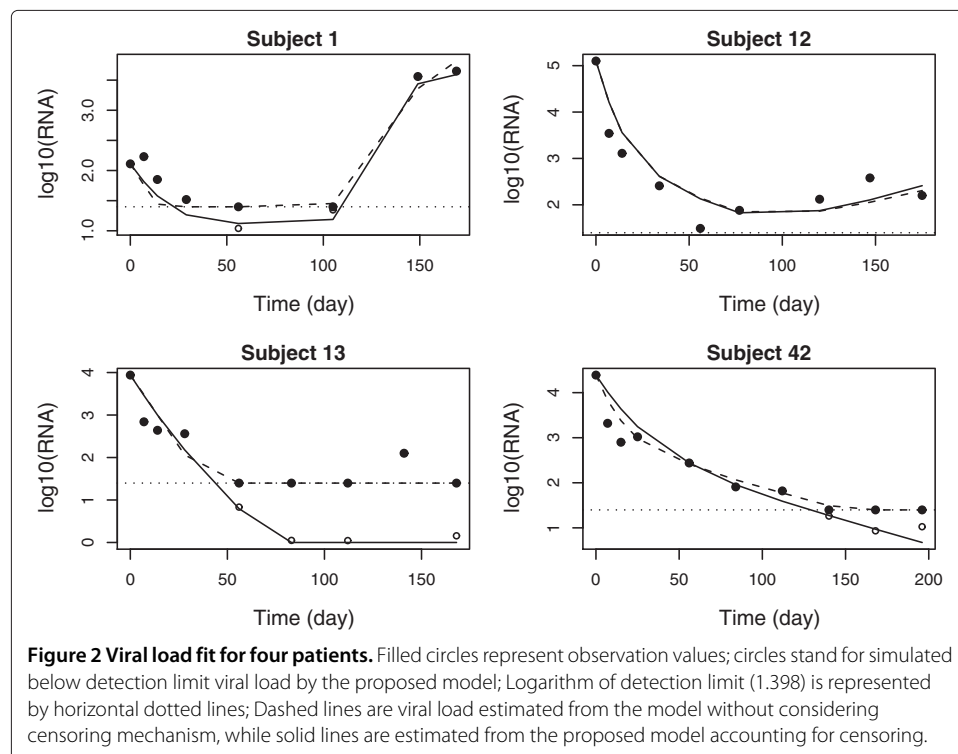 Subject 1
log10(RNA)
3.0
2.0
1.0
0 50 100 150
Time (day)
Subject 12
log10(RNA)
5
4
3
2
0 50 100 150
Time (day)
Subject 13
log10(RNA)
4
3
2
1
0
0 50 100 150
Time (day)
Subject 42
log10(RNA)
4
3
2
1
0 50 100 150 200
Time (day)
Figure 2 Viral load fit for four patients. Filled circles represent observation values; circles stand for simulated
below detection limit viral load by the proposed model; Logarithm of detection limit (1.398) is represented
by horizontal dotted lines; Dashed lines are viral load estimated from the model without considering
censoring mechanism, while solid lines are estimated from the proposed model accounting for censoring.